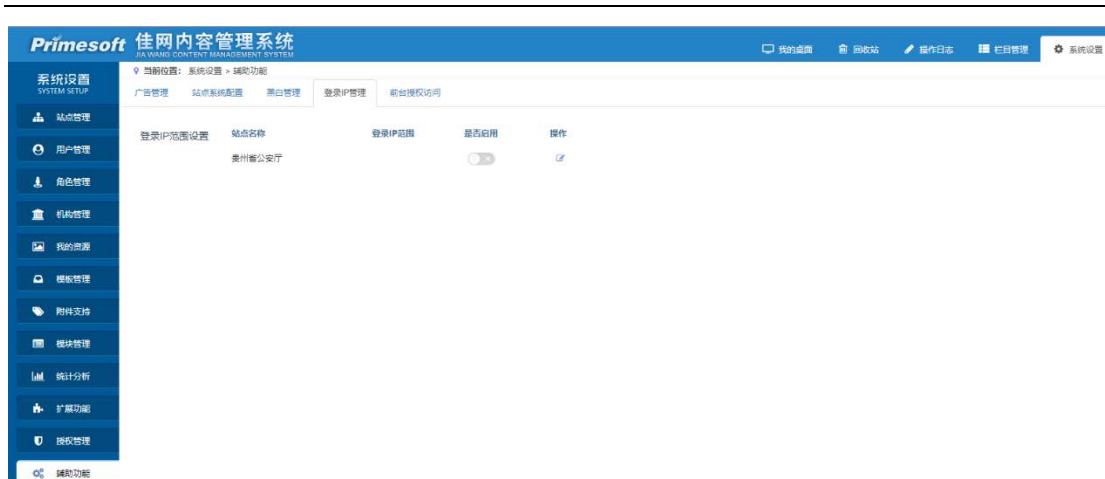 Primesoft 佳网内容管理系统
JIA WANG CONTENT MANAGEMENT SYSTEM
我的桌面 回收站 操作日志 栏目管理 系统设置
系统设置
SYSTEM SETUP
当前位置: 系统设置 > 辅助功能
广告管理 站点系统配置 黑白管理 登录IP管理 前台授权访问
站点管理
用户管理
角色管理
机构管理
我的资源
模板管理
附件支持
模块管理
统计分析
扩展功能
授权管理
辅助功能
登录IP范围设置 站点名称 登录IP范围 是否启用 操作
贵州省公安厅